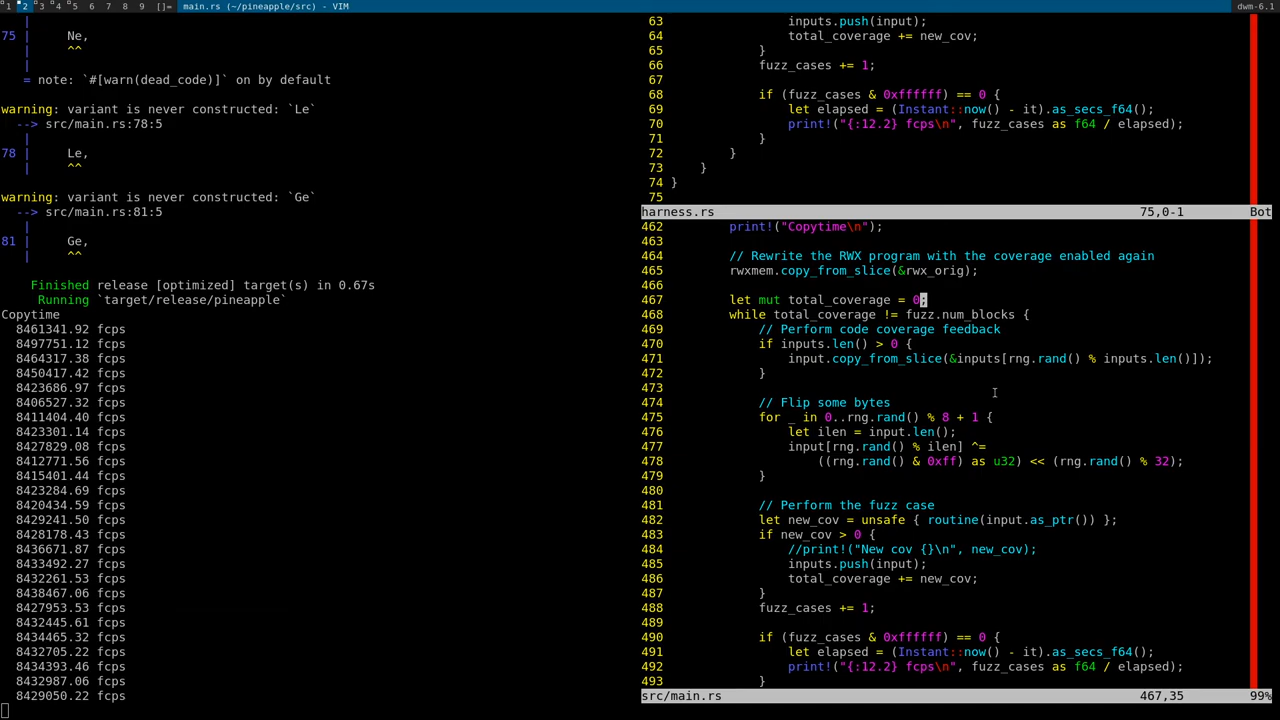 1 2 3 4 5 6 7 8 9 []= main.rs (~/pineapple/src) - VIM dwm-6.1
|
75 | Ne,
| ^^
|
= note: `#[warn(dead_code)]` on by default
warning: variant is never constructed: `Le`
--> src/main.rs:78:5
|
78 | Le,
| ^^
warning: variant is never constructed: `Ge`
--> src/main.rs:81:5
|
81 | Ge,
| ^^
Finished release [optimized] target(s) in 0.67s
Running `target/release/pineapple`
Copytime
8461341.92 fcps
8497751.12 fcps
8464317.38 fcps
8450417.42 fcps
8423686.97 fcps
8406527.32 fcps
8411404.40 fcps
8423301.14 fcps
8427829.08 fcps
8412771.56 fcps
8415401.44 fcps
8423284.69 fcps
8420434.59 fcps
8429241.50 fcps
8428178.43 fcps
8436671.87 fcps
8433492.27 fcps
8432261.53 fcps
8438467.06 fcps
8427953.53 fcps
8432445.61 fcps
8434465.32 fcps
8432705.22 fcps
8434393.46 fcps
8432987.06 fcps
8429050.22 fcps
63 inputs.push(input);
64 total_coverage += new_cov;
65 }
66 fuzz_cases += 1;
67
68 if (fuzz_cases & 0xffffff) == 0 {
69 let elapsed = (Instant::now() - it).as_secs_f64();
70 print!("{:12.2} fcps\n", fuzz_cases as f64 / elapsed);
71 }
72 }
73 }
74 }
75
harness.rs 75,0-1 Bot
462 print!("Copytime\n");
463
464 // Rewrite the RWX program with the coverage enabled again
465 rwxmem.copy_from_slice(&rwx_orig);
466
467 let mut total_coverage = 0;
468 while total_coverage != fuzz.num_blocks {
469 // Perform code coverage feedback
470 if inputs.len() > 0 {
471 input.copy_from_slice(&inputs[rng.rand() % inputs.len()]);
472 }
473
474 // Flip some bytes
475 for _ in 0..rng.rand() % 8 + 1 {
476 let ilen = input.len();
477 input[rng.rand() % ilen] ^=
478 ((rng.rand() & 0xff) as u32) << (rng.rand() % 32);
479 }
480
481 // Perform the fuzz case
482 let new_cov = unsafe { routine(input.as_ptr()) };
483 if new_cov > 0 {
484 //print!("New cov {}\n", new_cov);
485 inputs.push(input);
486 total_coverage += new_cov;
487 }
488 fuzz_cases += 1;
489
490 if (fuzz_cases & 0xffffff) == 0 {
491 let elapsed = (Instant::now() - it).as_secs_f64();
492 print!("{:12.2} fcps\n", fuzz_cases as f64 / elapsed);
493 }
src/main.rs 467,35 99%